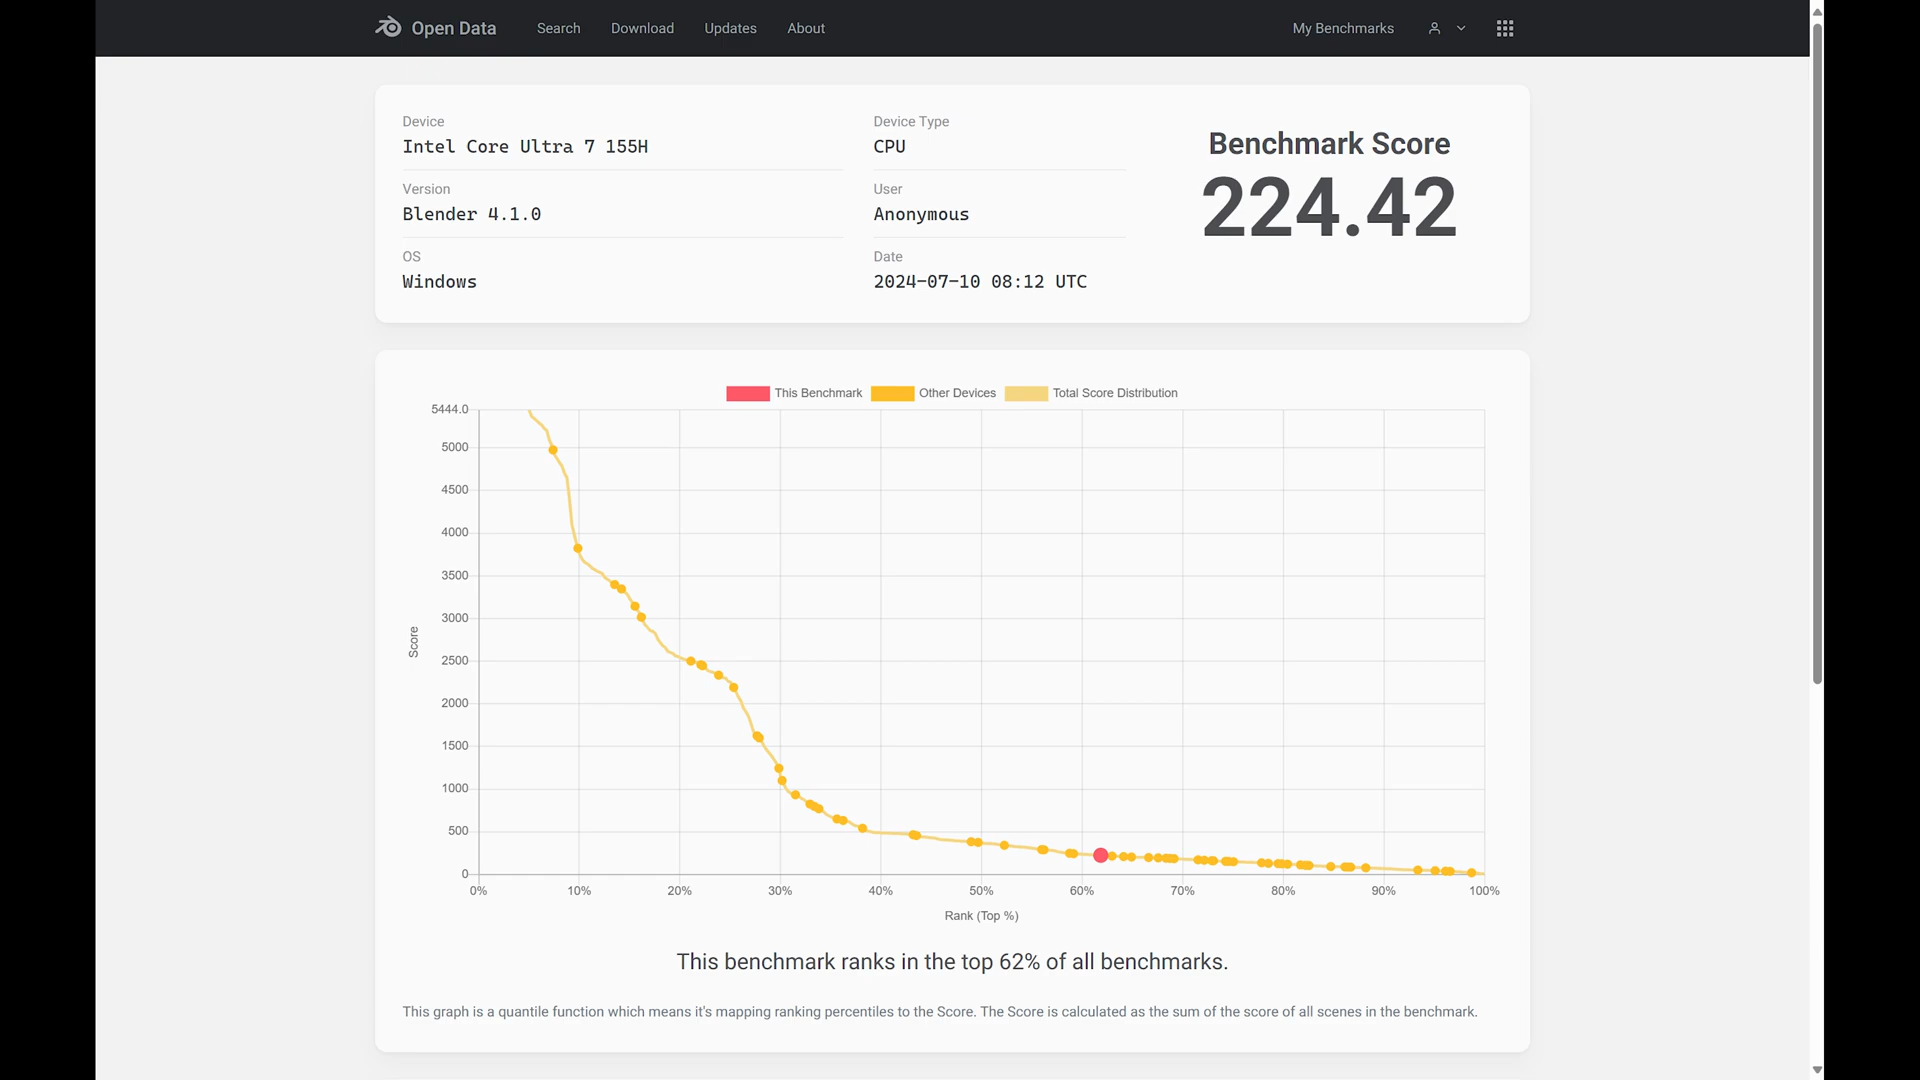 Open Data Search Download Updates About My Benchmarks
Device
Intel Core Ultra 7 155H
Device Type
CPU
Version
Blender 4.1.0
User
Anonymous
OS
Windows
Date
2024-07-10 08:12 UTC
Benchmark Score
224.42
This Benchmark Other Devices Total Score Distribution
5444.0
5000
4500
4000
3500
3000
2500
2000
1500
1000
500
0
Score
0% 10% 20% 30% 40% 50% 60% 70% 80% 90% 100%
Rank (Top %)
This benchmark ranks in the top 62% of all benchmarks.
This graph is a quantile function which means it's mapping ranking percentiles to the Score. The Score is calculated as the sum of the score of all scenes in the benchmark.